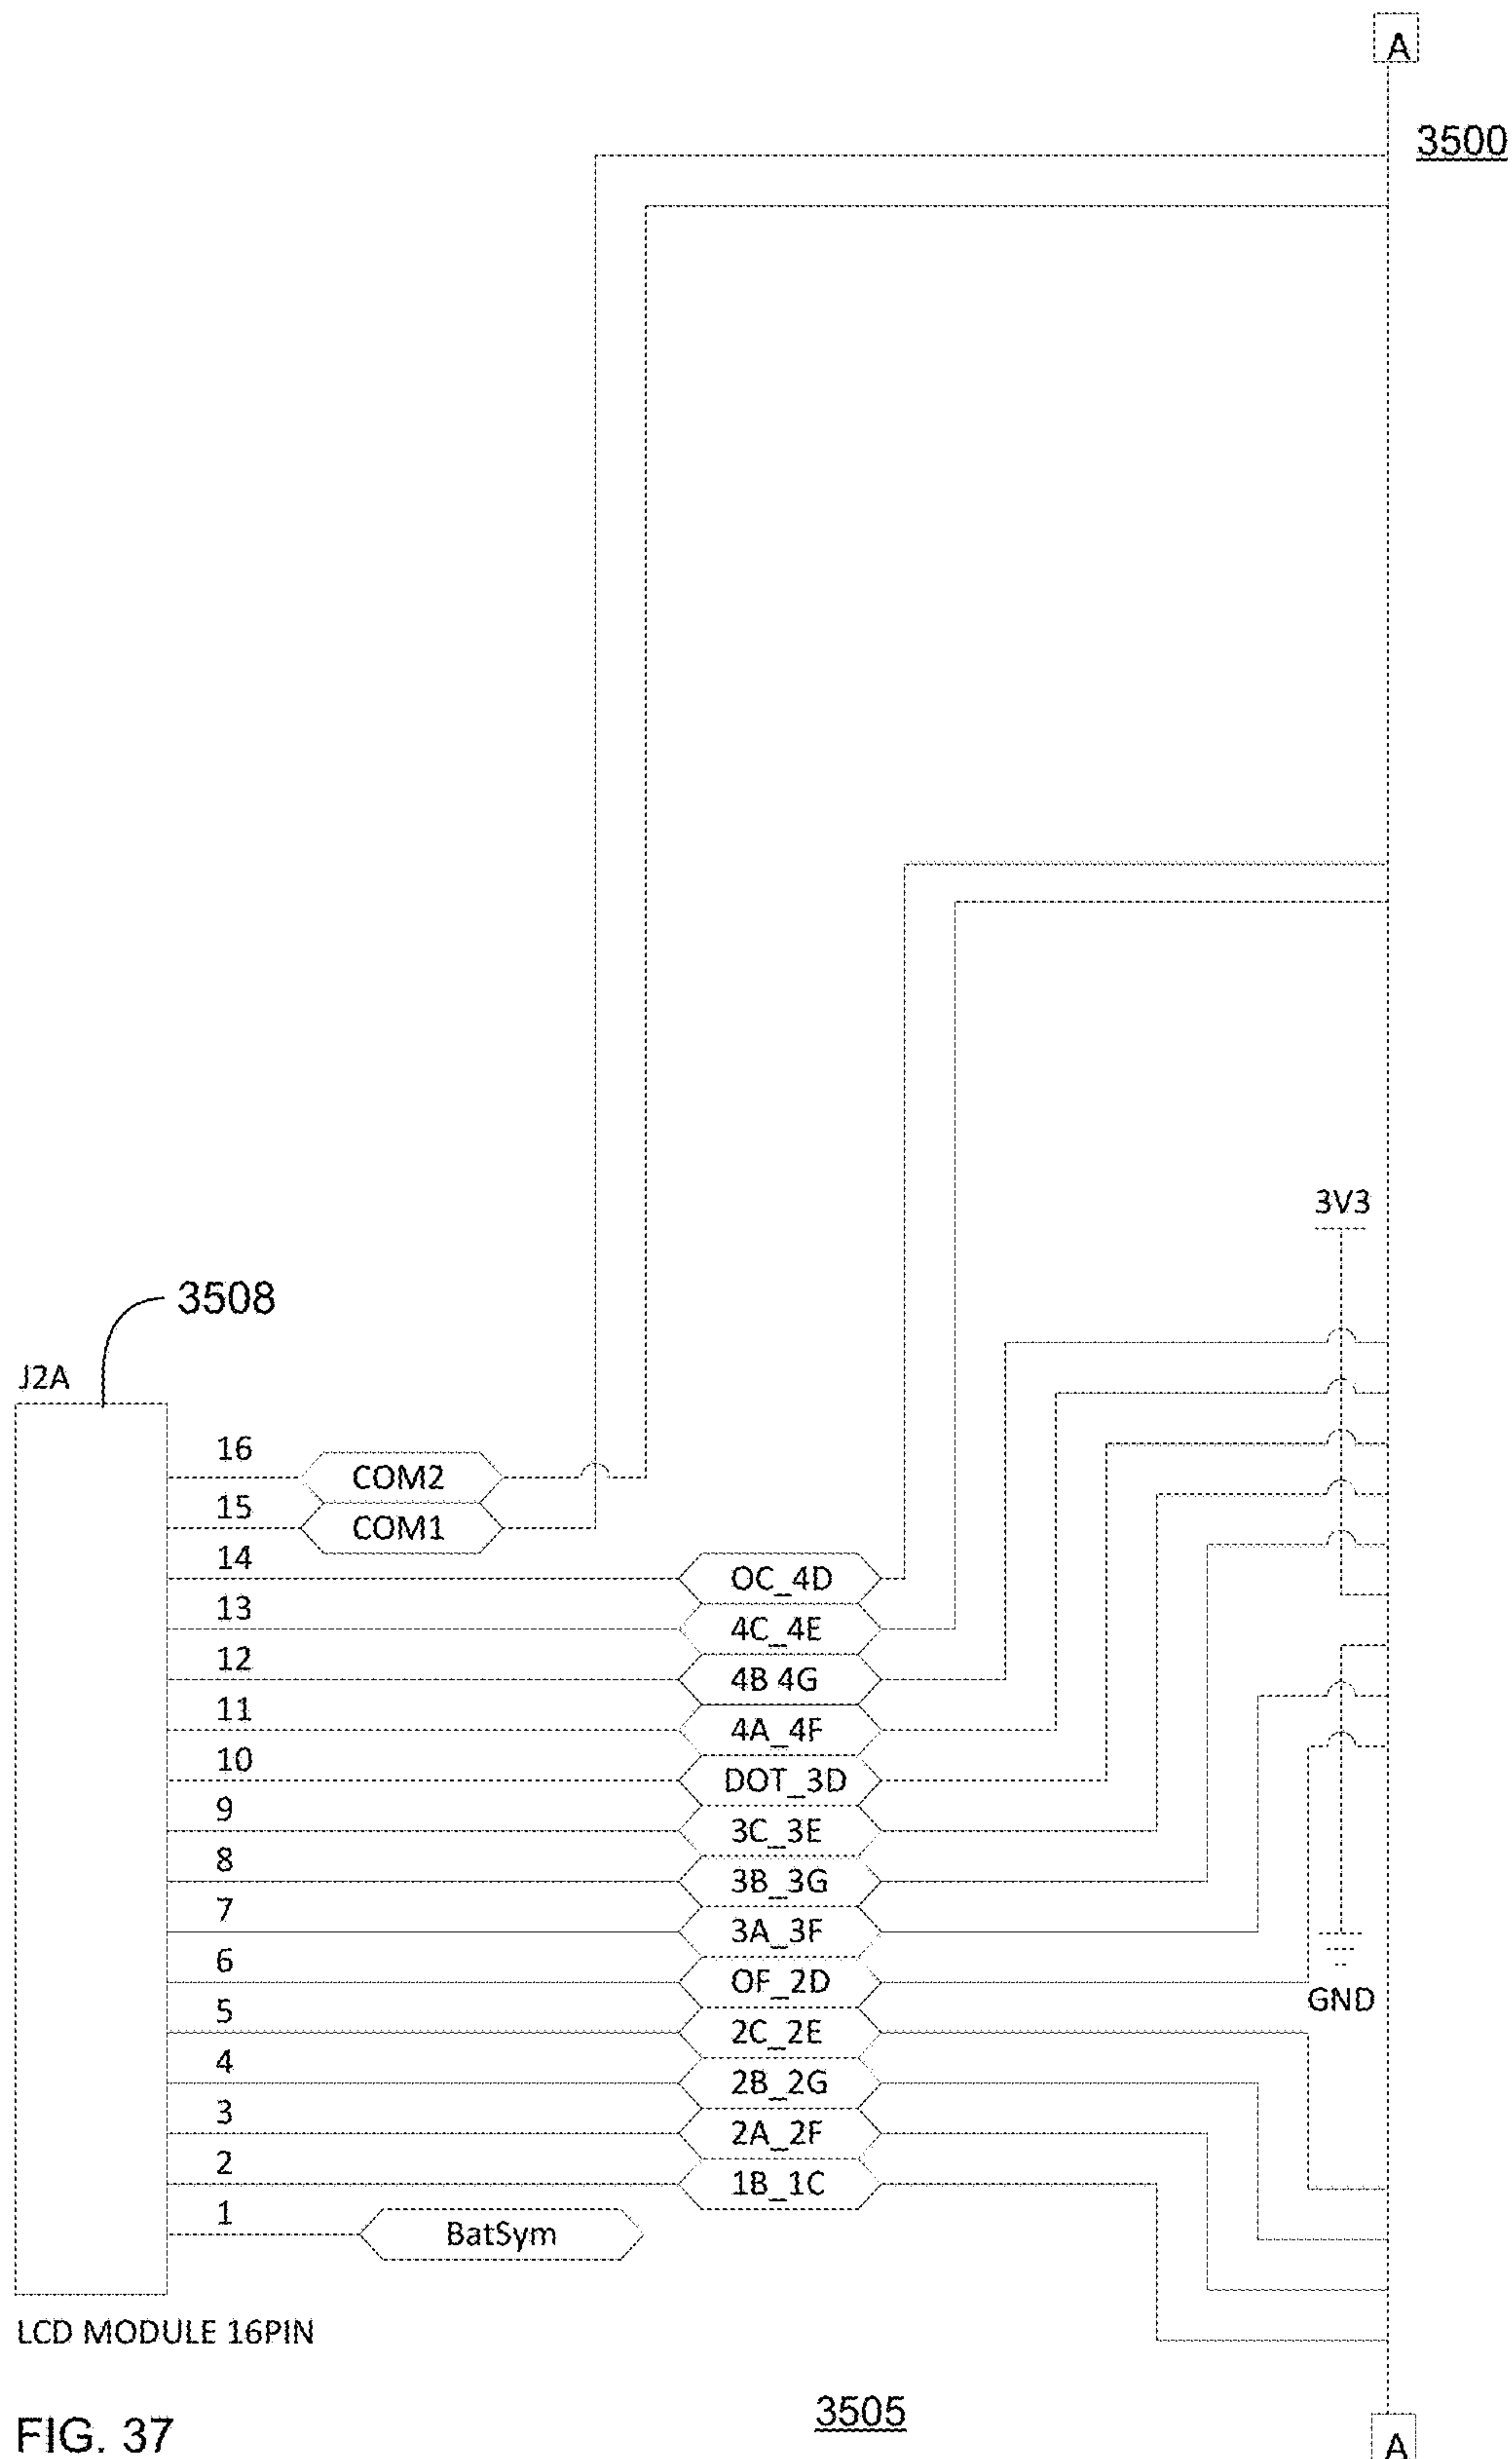 A
3500
3V3
3508
J2A
16
COM2
15
COM1
14
OC_4D
13
4C_4E
12
4B 4G
11
4A_4F
10
DOT_3D
9
3C_3E
8
3B_3G
7
3A_3F
6
OF_2D
GND
5
2C_2E
4
2B_2G
3
2A_2F
2
1B_1C
1
BatSym
LCD MODULE 16PIN
3505
FIG. 37
A